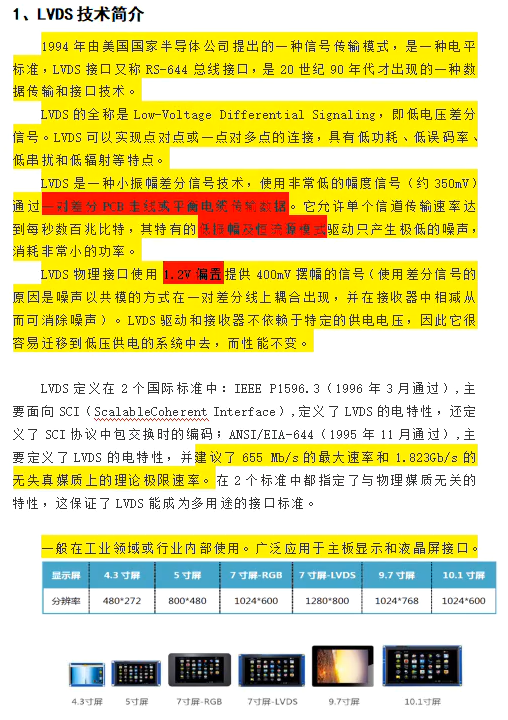 1、LVDS 技术简介
1994 年由美国国家半导体公司提出的一种信号传输模式，是一种电平
标准，LVDS 接口又称 RS-644 总线接口，是 20 世纪 90 年代才出现的一种数
据传输和接口技术。
LVDS 的全称是 Low-Voltage Differential Signaling，即低电压差分
信号。LVDS 可以实现点对点或一点对多点的连接，具有低功耗、低误码率、
低串扰和低辐射等特点。
LVDS 是一种小振幅差分信号技术，使用非常低的幅度信号（约 350mV）
通过一对差分 PCB 走线或平衡电缆传输数据。它允许单个信道传输速率达
到每秒数百兆比特，其特有的低振幅及恒流源模式驱动只产生极低的噪声，
消耗非常小的功率。
LVDS 物理接口使用 1.2V 偏置提供 400mV 摆幅的信号（使用差分信号的
原因是噪声以共模的方式在一对差分线上耦合出现，并在接收器中相减从
而可消除噪声）。LVDS 驱动和接收器不依赖于特定的供电电压，因此它很
容易迁移到低压供电的系统中去，而性能不变。
LVDS 定义在 2 个国际标准中：IEEE P1596.3（1996 年 3 月通过）,主
要面向 SCI（ScalableCoherent Interface）,定义了 LVDS 的电特性，还定
义了 SCI 协议中包交换时的编码；ANSI/EIA-644（1995 年 11 月通过）,主
要定义了 LVDS 的电特性，并建议了 655 Mb/s 的最大速率和 1.823Gb/s 的
无失真媒质上的理论极限速率。在 2 个标准中都指定了与物理媒质无关的
特性，这保证了 LVDS 能成为多用途的接口标准。
一般在工业领域或行业内部使用。广泛应用于主板显示和液晶屏接口。
显示屏 4.3 寸屏 5 寸屏 7 寸屏-RGB 7 寸屏-LVDS 9.7 寸屏 10.1 寸屏
分辨率 480*272 800*480 1024*600 1280*800 1024*768 1024*600
4.3寸屏 5寸屏 7寸屏-RGB 7寸屏-LVDS 9.7寸屏 10.1寸屏